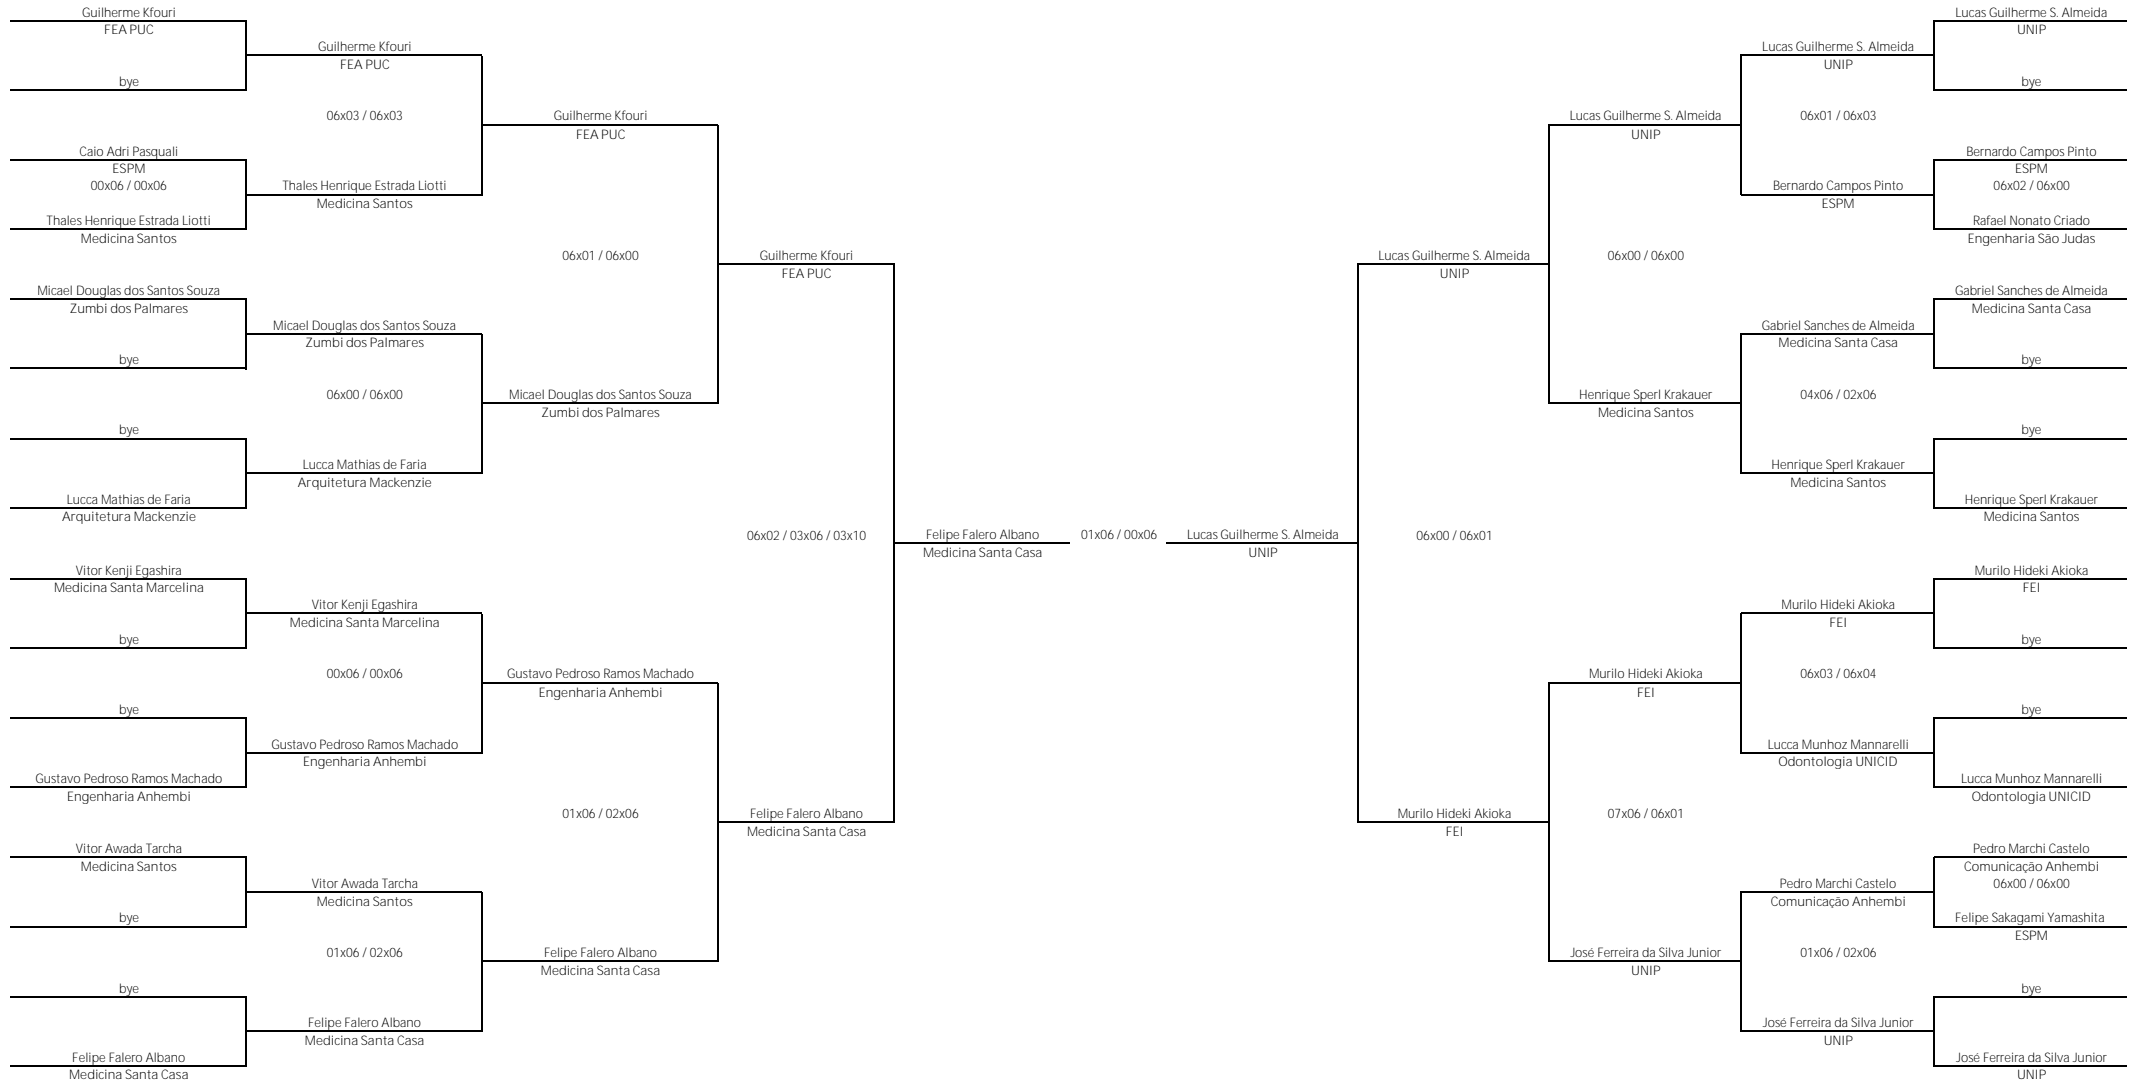 Guilherme Kfouri
FEA PUC
bye
Caio Adri Pasquali
ESPM
00x06 / 00x06
Thales Henrique Estrada Liotti
Medicina Santos
Micael Douglas dos Santos Souza
Zumbi dos Palmares
bye
bye
Lucca Mathias de Faria
Arquitetura Mackenzie
Vitor Kenji Egashira
Medicina Santa Marcelina
bye
bye
Gustavo Pedroso Ramos Machado
Engenharia Anhembi
Vitor Awada Tarcha
Medicina Santos
bye
bye
Felipe Falero Albano
Medicina Santa Casa
Guilherme Kfouri
FEA PUC
06x03 / 06x03
Thales Henrique Estrada Liotti
Medicina Santos
Micael Douglas dos Santos Souza
Zumbi dos Palmares
06x00 / 06x00
Lucca Mathias de Faria
Arquitetura Mackenzie
Vitor Kenji Egashira
Medicina Santa Marcelina
00x06 / 00x06
Gustavo Pedroso Ramos Machado
Engenharia Anhembi
Vitor Awada Tarcha
Medicina Santos
01x06 / 02x06
Felipe Falero Albano
Medicina Santa Casa
Guilherme Kfouri
FEA PUC
06x01 / 06x00
Micael Douglas dos Santos Souza
Zumbi dos Palmares
Gustavo Pedroso Ramos Machado
Engenharia Anhembi
01x06 / 02x06
Felipe Falero Albano
Medicina Santa Casa
Guilherme Kfouri
FEA PUC
06x02 / 03x06 / 03x10
Felipe Falero Albano
Medicina Santa Casa
Felipe Falero Albano
Medicina Santa Casa
01x06 / 00x06
Lucas Guilherme S. Almeida
UNIP
Lucas Guilherme S. Almeida
UNIP
06x00 / 06x01
Murilo Hideki Akioka
FEI
Lucas Guilherme S. Almeida
UNIP
06x00 / 06x00
Henrique Sperl Krakauer
Medicina Santos
Murilo Hideki Akioka
FEI
07x06 / 06x01
José Ferreira da Silva Junior
UNIP
Lucas Guilherme S. Almeida
UNIP
06x01 / 06x03
Bernardo Campos Pinto
ESPM
Gabriel Sanches de Almeida
Medicina Santa Casa
04x06 / 02x06
Henrique Sperl Krakauer
Medicina Santos
Murilo Hideki Akioka
FEI
06x03 / 06x04
Lucca Munhoz Mannarelli
Odontologia UNICID
Pedro Marchi Castelo
Comunicação Anhembi
01x06 / 02x06
José Ferreira da Silva Junior
UNIP
Lucas Guilherme S. Almeida
UNIP
bye
Bernardo Campos Pinto
ESPM
06x02 / 06x00
Rafael Nonato Criado
Engenharia São Judas
Gabriel Sanches de Almeida
Medicina Santa Casa
bye
bye
Henrique Sperl Krakauer
Medicina Santos
Murilo Hideki Akioka
FEI
bye
bye
Lucca Munhoz Mannarelli
Odontologia UNICID
Pedro Marchi Castelo
Comunicação Anhembi
06x00 / 06x00
Felipe Sakagami Yamashita
ESPM
bye
José Ferreira da Silva Junior
UNIP